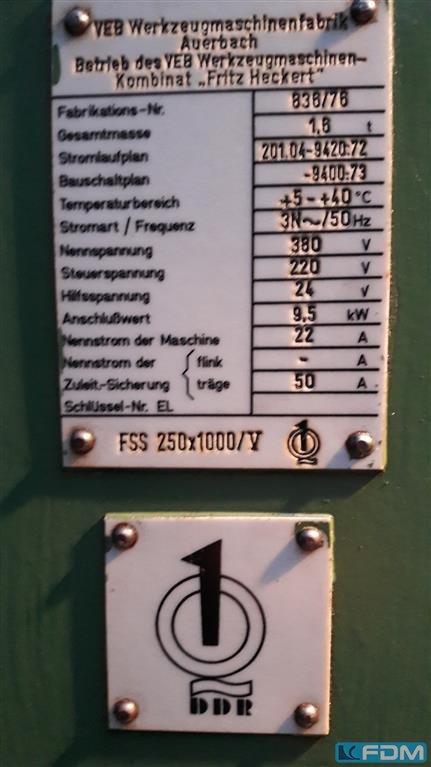 VEB Werkzeugmaschinenfabrik
Auerbach
Betrieb des VEB Werkzeugmaschinen-
Kombinat „Fritz Heckert"
Fabrikations-Nr. 836/76
Gesamtmasse 1,6 t
Stromlaufplan 201.04-9420:72
Bauschaltplan -9400:73
Temperaturbereich +5-+40 °C
Stromart / Frequenz 3N~/50 Hz
Nennspannung 380 V
Steuerspannung 220 V
Hilfsspannung 24 V
Anschlußwert 9,5 kW
Nennstrom der Maschine 22 A
Nennstrom der flink - A
Zuleit.-Sicherung träge 50 A
Schlüssel-Nr. EL
FSS 250x1000/V 1Q
1Q
DDR
FDM